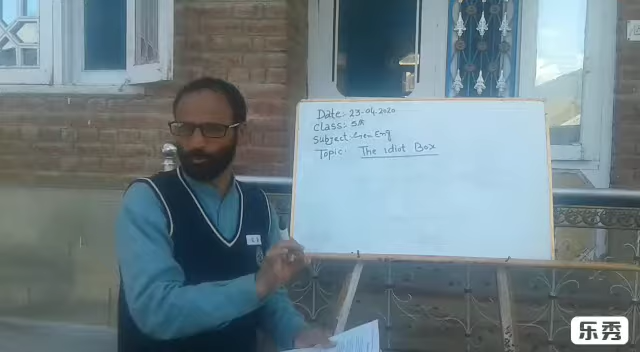 Date:- 23-04-2020
Class:- 5th
Subject:- Gen Eng
Topic:- The idiot Box
乐秀